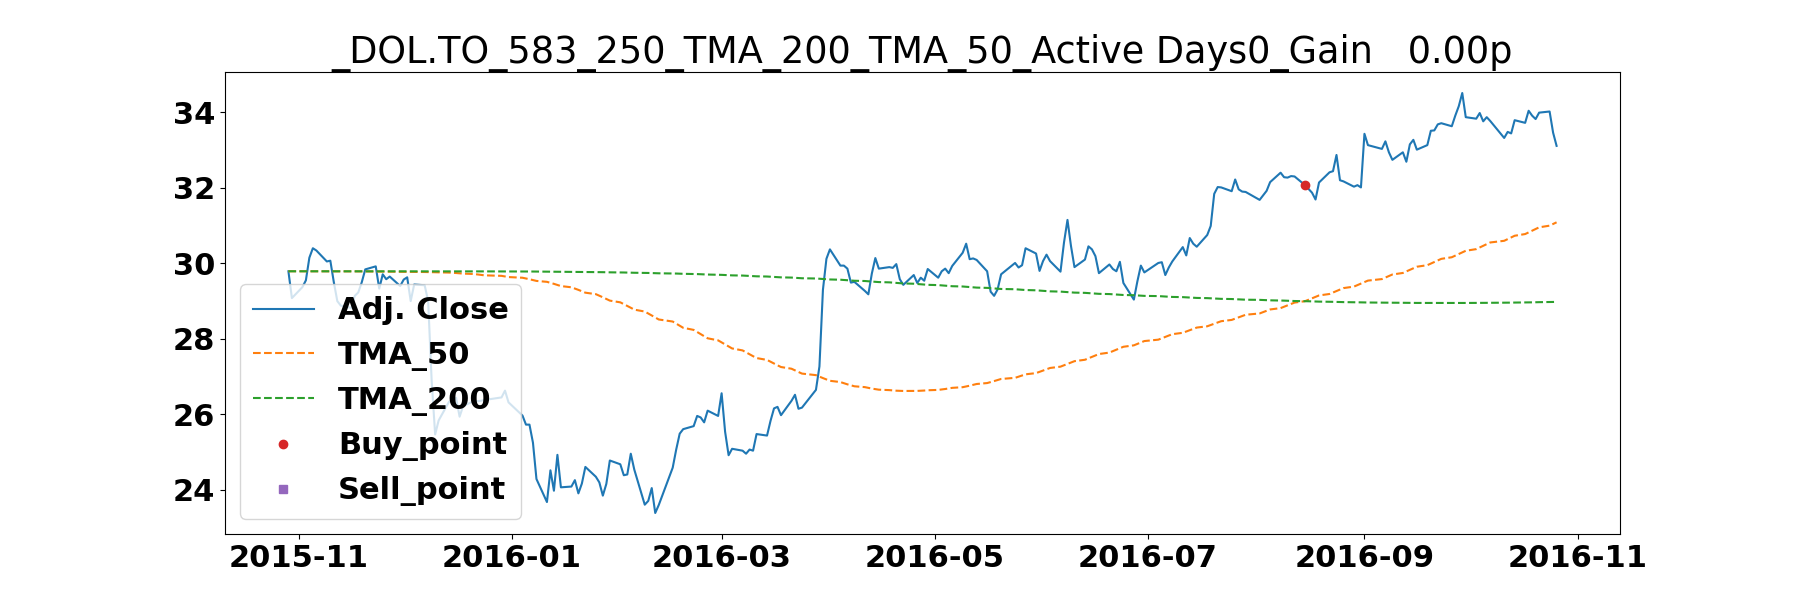 _DOL.TO_583_250_TMA_200_TMA_50_Active Days0_Gain   0.00p
34
32
30
28
26
24
Adj. Close
TMA_50
TMA_200
Buy_point
Sell_point
2015-11 2016-01 2016-03 2016-05 2016-07 2016-09 2016-11